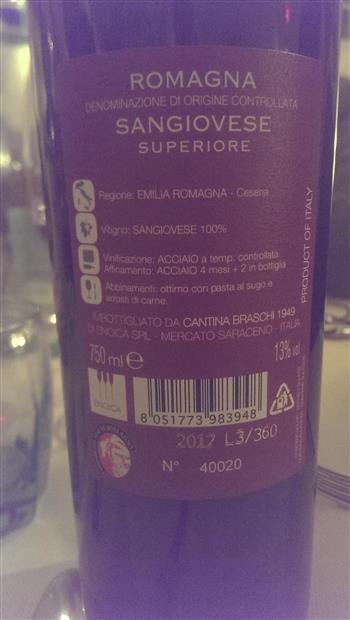 ROMAGNA
DENOMINAZIONE DI ORIGINE CONTROLLATA
SANGIOVESE
SUPERIORE
Regione: EMILIA ROMAGNA - Cesena
Vitigno: SANGIOVESE 100%
Vinificazione: ACCIAIO a temp. controllata
Affinamento: ACCIAIO 4 mesi + 2 in bottiglia
Abbinamenti: ottimo con pasta al sugo e
arrosti di carne.
PRODUCT OF ITALY
IMBOTTIGLIATO DA CANTINA BRASCHI 1949
DI ENOICA SRL - MERCATO SARACENO - ITALIA
750 ml e
13% vol
ENOICA
8 051773 983948
2017 L3/360
N° 40020